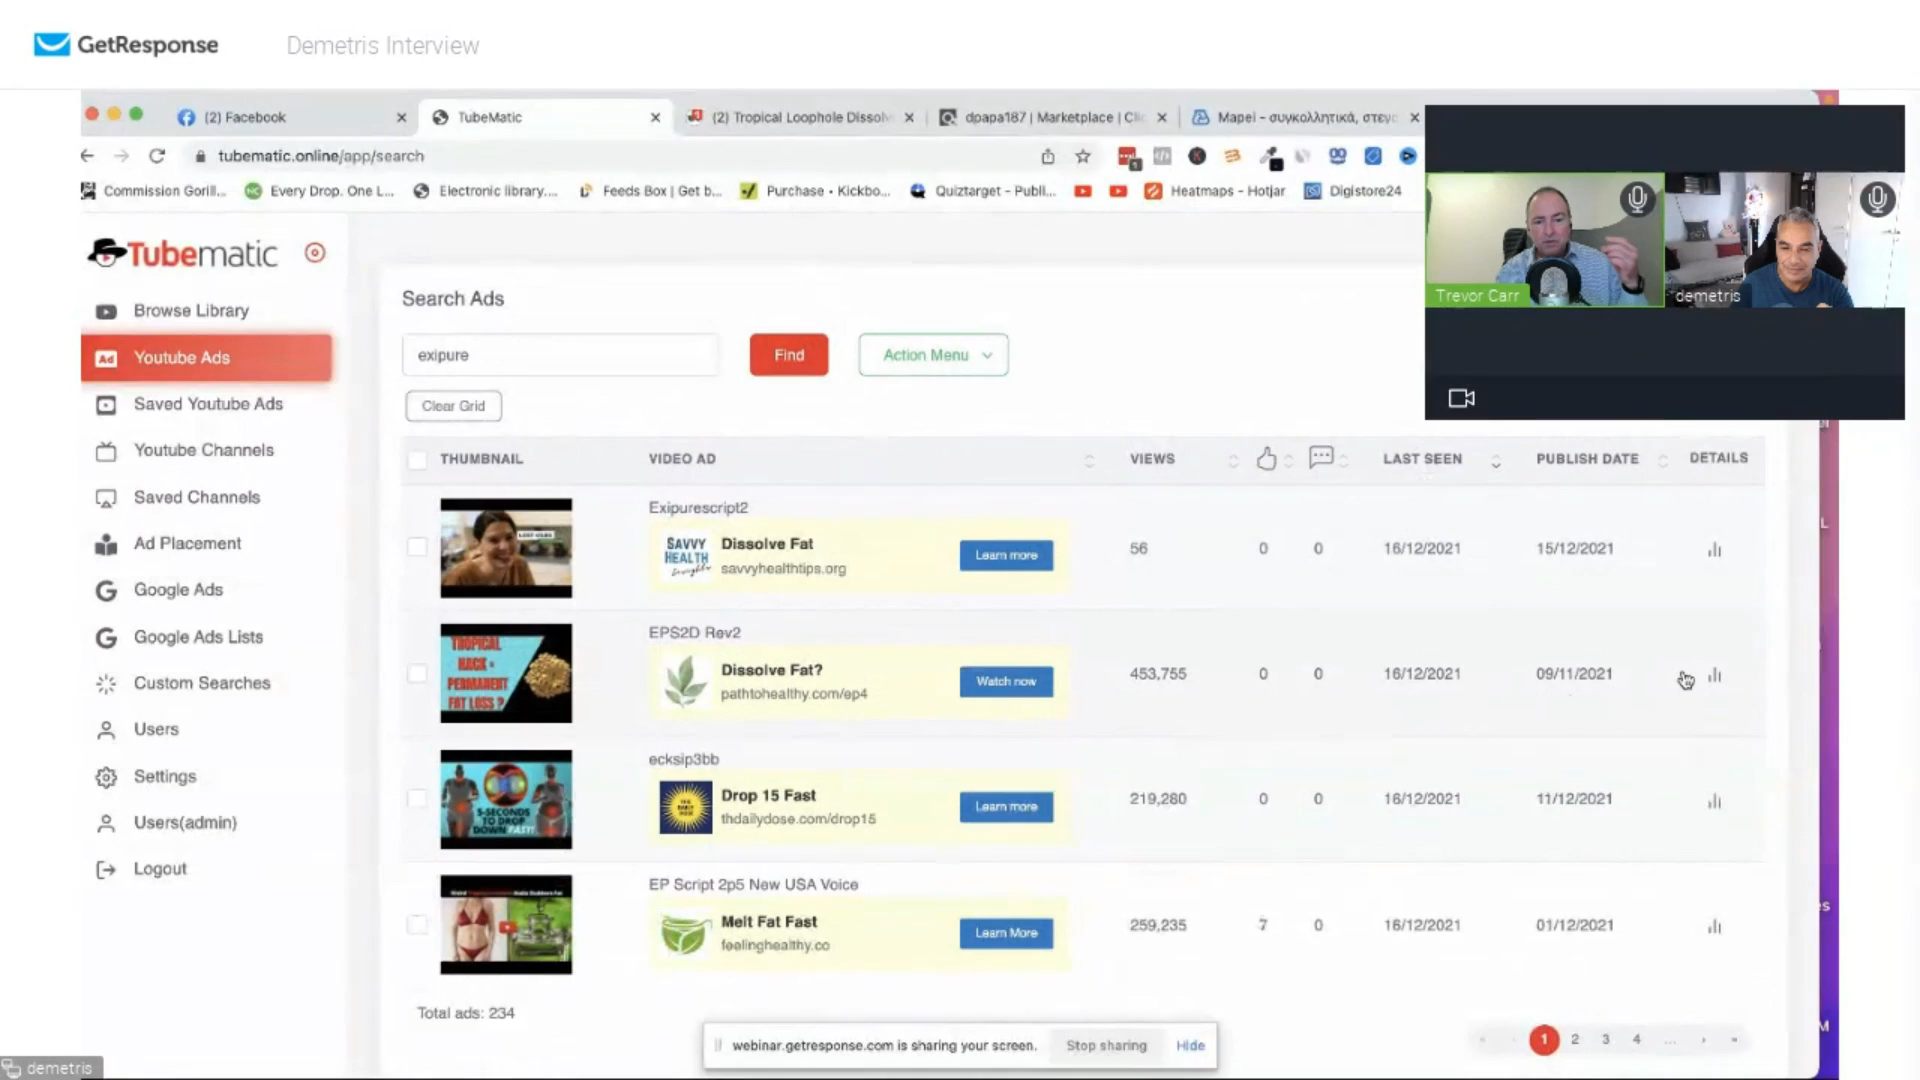 GetResponse
Demetris Interview
(2) Facebook
TubeMatic
(2) Tropical Loophole Dissolv
dpapa187 | Marketplace | Cli
Mapei - συγκολλητικά, στεγο
tubematic.online/app/search
Commission Gorill...
Every Drop. One L...
Electronic library....
Feeds Box | Get b...
Purchase • Kickbo...
Quiztarget - Publi...
Heatmaps - Hotjar
Digistore24
Tubematic
Browse Library
Ad
Youtube Ads
Saved Youtube Ads
Youtube Channels
Saved Channels
Ad Placement
Google Ads
Google Ads Lists
Custom Searches
Users
Settings
Users(admin)
Logout
Search Ads
exipure
Find
Action Menu
Clear Grid
THUMBNAIL
VIDEO AD
VIEWS
LAST SEEN
PUBLISH DATE
DETAILS
Exipurescript2
SAVVY
HEALTH
Dissolve Fat
savvyhealthtips.org
Learn more
56
0
0
16/12/2021
15/12/2021
TROPICAL
HACK =
PERMANENT
FAT LOSS ?
EPS2D Rev2
Dissolve Fat?
pathtohealthy.com/ep4
Watch now
453,755
0
0
16/12/2021
09/11/2021
5-SECONDS
TO DROP
DOWN FAST!
ecksip3bb
Drop 15 Fast
thdailydose.com/drop15
Learn more
219,280
0
0
16/12/2021
11/12/2021
EP Script 2p5 New USA Voice
Melt Fat Fast
feelinghealthy.co
Learn More
259,235
7
0
16/12/2021
01/12/2021
Total ads: 234
1
2
3
4
...
webinar.getresponse.com is sharing your screen.
Stop sharing
Hide
Trevor Carr
demetris
demetris